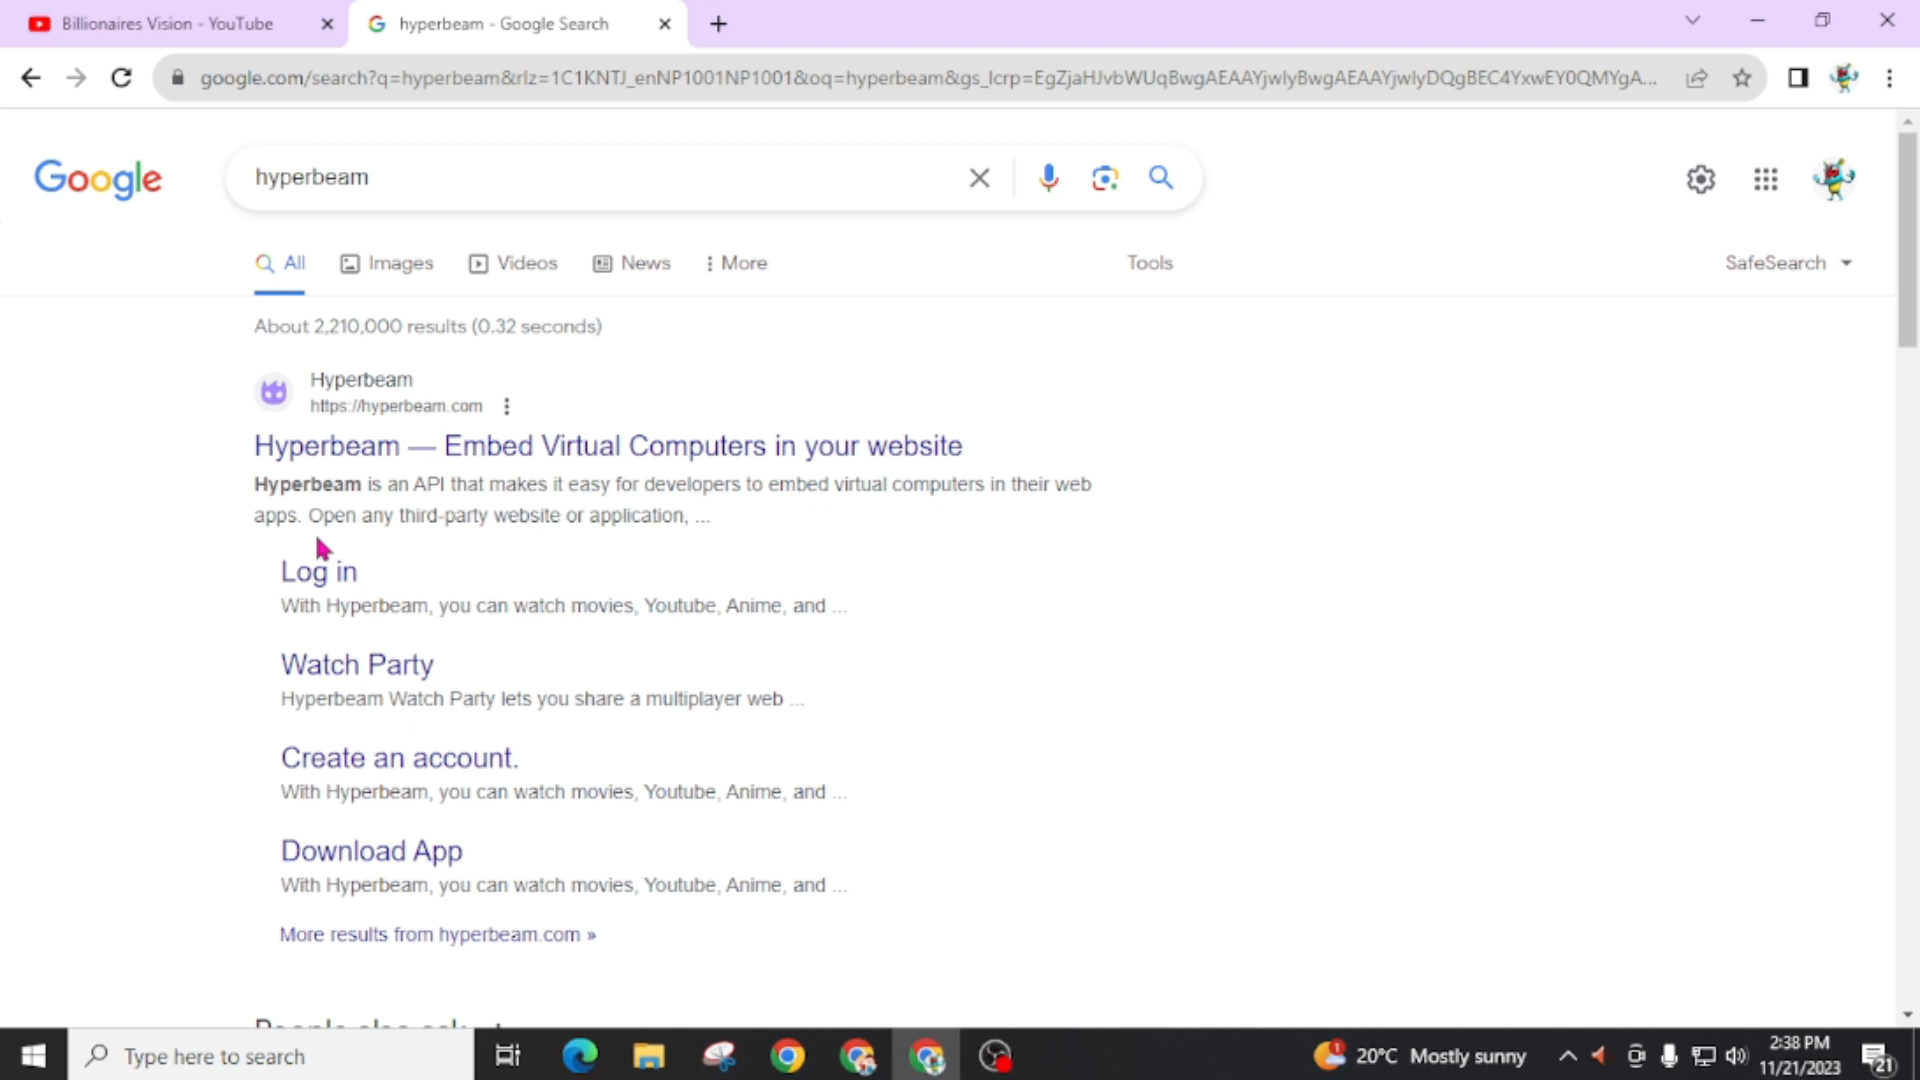 Billionaires Vision - YouTube
hyperbeam - Google Search
google.com/search?q=hyperbeam&rlz=1C1KNTJ_enNP1001NP1001&oq=hyperbeam&gs_lcrp=EgZjaHJvbWUqBwgAEAAYjwIyBwgAEAAYjwIyDQgBEC4YxwEY0QMYgA...
Google
hyperbeam
All
Images
Videos
News
More
Tools
SafeSearch
About 2,210,000 results (0.32 seconds)
Hyperbeam
https://hyperbeam.com
Hyperbeam — Embed Virtual Computers in your website
Hyperbeam is an API that makes it easy for developers to embed virtual computers in their web
apps. Open any third-party website or application, ...
Log in
With Hyperbeam, you can watch movies, Youtube, Anime, and ...
Watch Party
Hyperbeam Watch Party lets you share a multiplayer web ...
Create an account.
With Hyperbeam, you can watch movies, Youtube, Anime, and ...
Download App
With Hyperbeam, you can watch movies, Youtube, Anime, and ...
More results from hyperbeam.com »
People also ask
Type here to search
1
20°C Mostly sunny
2:38 PM
11/21/2023
21